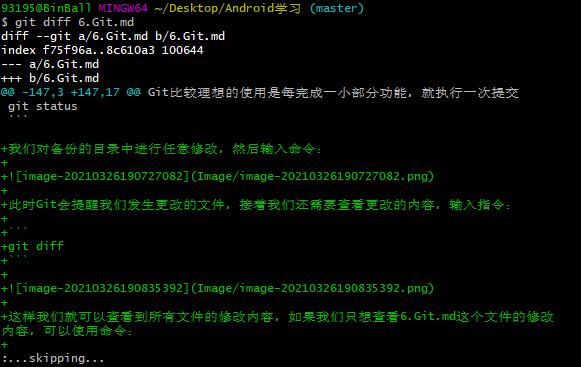 93195@BinBall MINGW64 ~/Desktop/Android学习 (master)
$ git diff 6.Git.md
diff --git a/6.Git.md b/6.Git.md
index f75f96a..8c610a3 100644
--- a/6.Git.md
+++ b/6.Git.md
@@ -147,3 +147,17 @@ Git比较理想的使用是每完成一小部分功能, 就执行一次提交
 git status
 ```

+我们对备份的目录中进行任意修改, 然后输入命令:
+
+![image-20210326190727082](Image/image-20210326190727082.png)
+
+此时Git会提醒我们发生更改的文件, 接着我们还需要查看更改的内容, 输入指令:
+
+```
+git diff
+```
+
+![image-20210326190835392](Image/image-20210326190835392.png)
+
+这样我们就可以查看到所有文件的修改内容, 如果我们只想查看6.Git.md这个文件的修改
内容, 可以使用命令:
+
:...skipping...